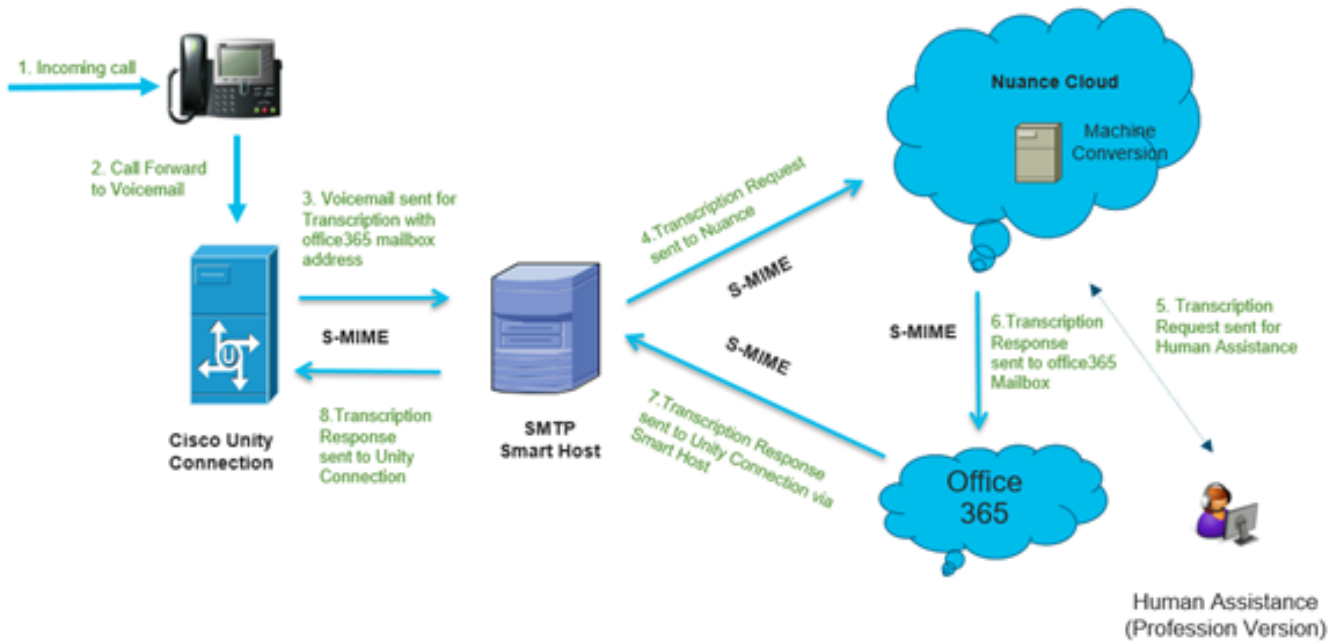 1. Incoming call
2. Call Forward
to Voicemail
3. Voicemail sent for
Transcription with
office365 mailbox
address
S-MIME
8.Transcription
Response
sent to Unity
Connection
Cisco Unity
Connection
U
SMTP
Smart Host
4.Transcription Request
sent to Nuance
S-MIME
S-MIME
7.Transcription Response
sent to Unity Connection via
Smart Host
Nuance Cloud
Machine
Conversion
S-MIME
6.Transcription
Response
sent to office365
Mailbox
5. Transcription
Request sent for
Human Assistance
Office
365
Human Assistance
(Profession Version)